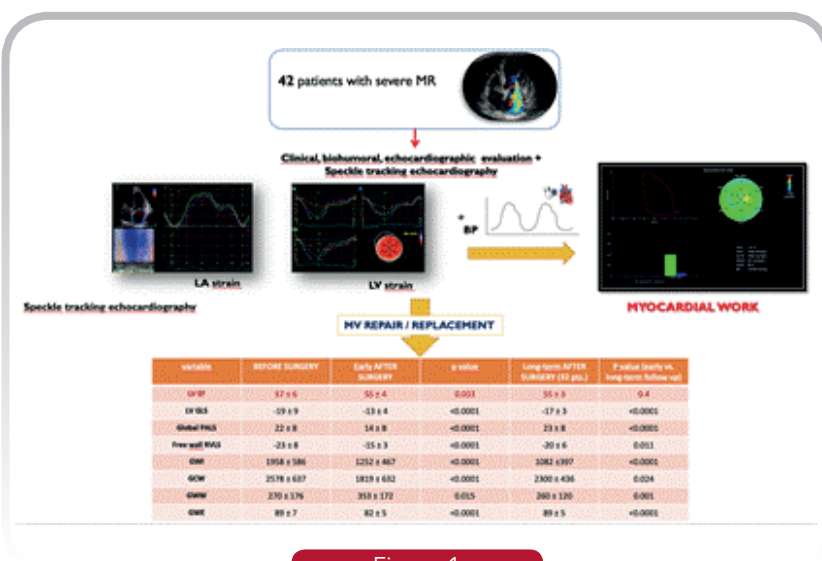 42 patients with severe MR
Clinical, biohumoral, echocardiographic evaluation +
Speckle tracking echocardiography
+
BP
LA strain
LV strain
Speckle tracking echocardiography
MYOCARDIAL WORK
MV REPAIR / REPLACEMENT
variable BEFORE SURGERY Early AFTER SURGERY p value Long-term AFTER SURGERY (32 pts.) P value (early vs. long-term follow up)
LV EF 57 ± 6 55 ± 4 0.033 55 ± 3 0.4
LV GLS -19 ± 9 -13 ± 4 <0.0001 -17 ± 3 <0.0001
Global PALS 22 ± 8 14 ± 8 <0.0001 23 ± 8 <0.0001
Free wall RVLS -23 ± 8 -15 ± 3 <0.0001 -20 ± 6 0.011
GWI 1958 ± 586 1252 ± 467 <0.0001 1082 ±397 <0.0001
GCW 2578 ± 637 1819 ± 632 <0.0001 2300 ± 436 0.024
GWW 270 ± 176 353 ± 172 0.015 260 ± 120 0.001
GWE 89 ± 7 82 ± 5 <0.0001 89 ± 5 <0.0001